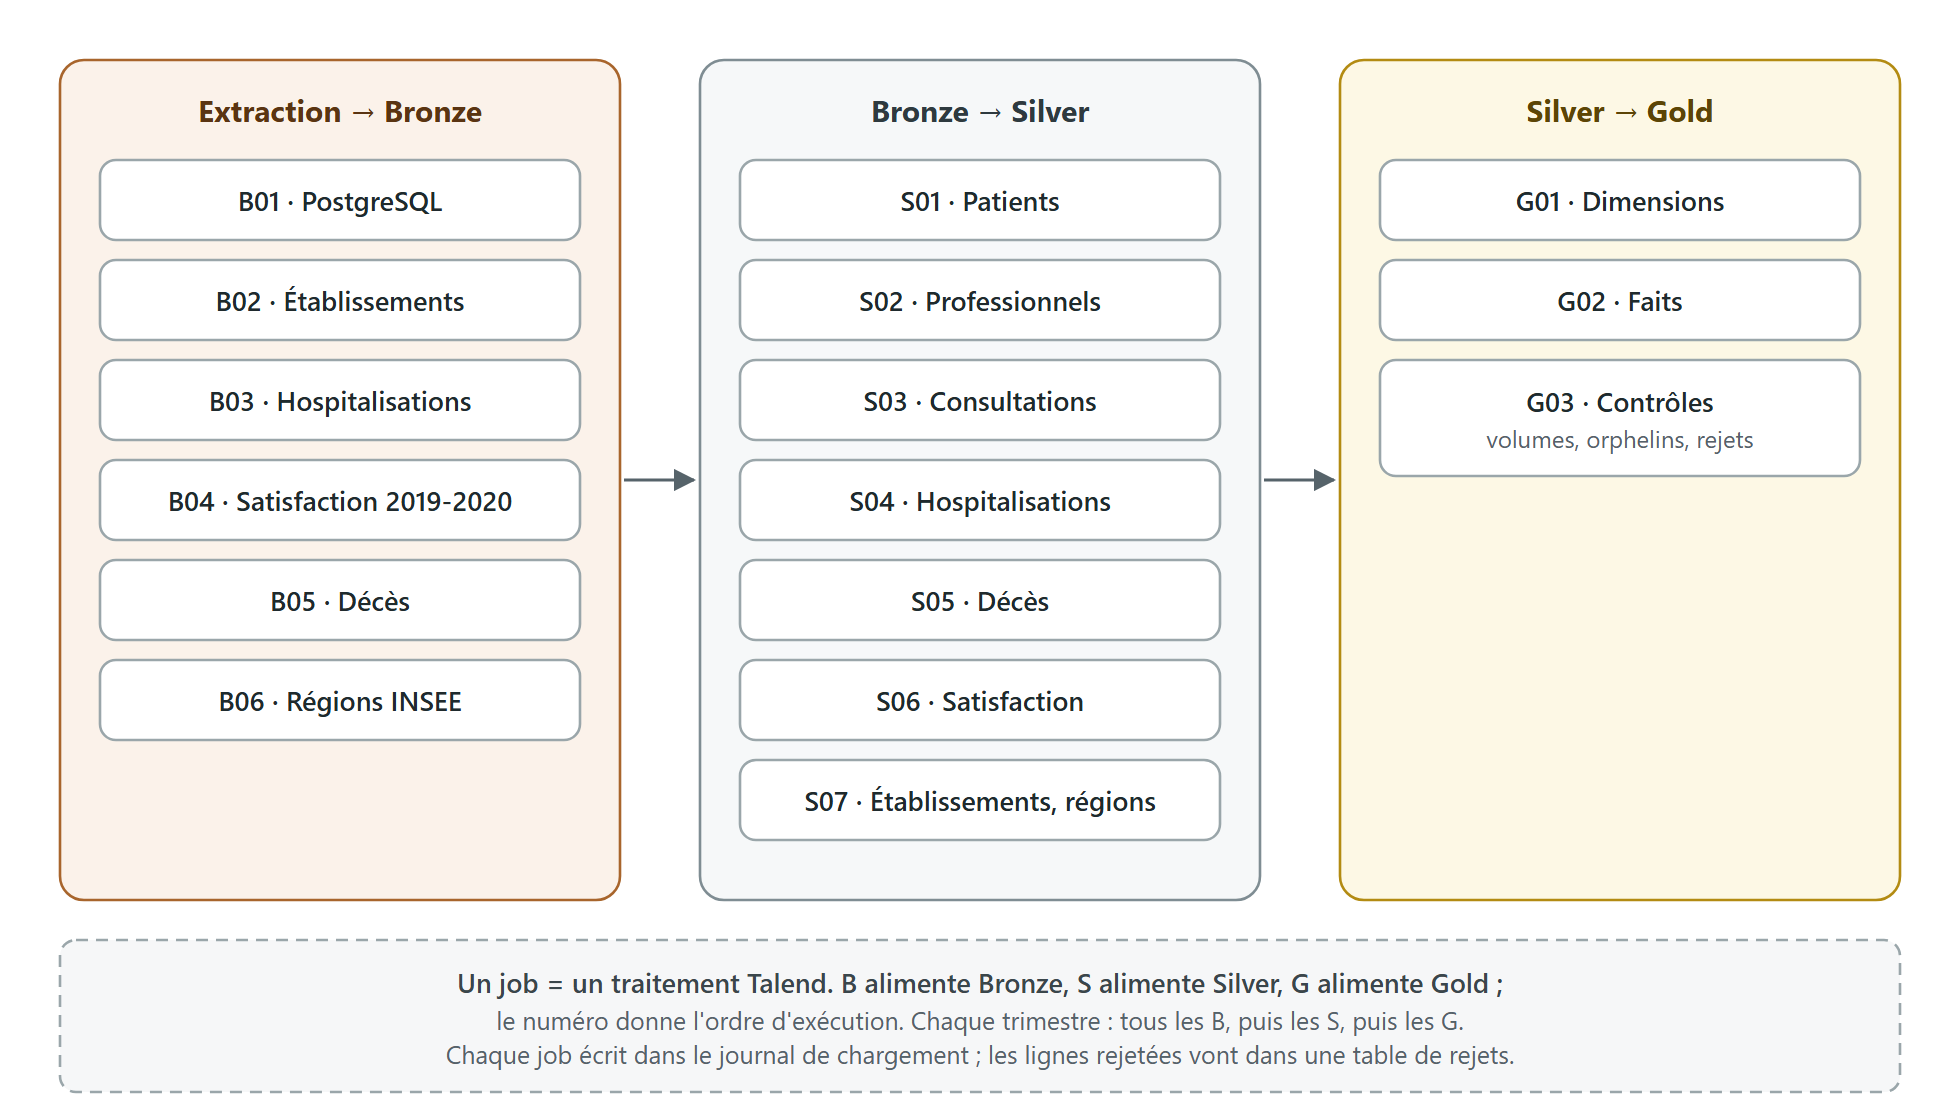 Extraction → Bronze
B01 · PostgreSQL
B02 · Établissements
B03 · Hospitalisations
B04 · Satisfaction 2019-2020
B05 · Décès
B06 · Régions INSEE
Bronze → Silver
S01 · Patients
S02 · Professionnels
S03 · Consultations
S04 · Hospitalisations
S05 · Décès
S06 · Satisfaction
S07 · Établissements, régions
Silver → Gold
G01 · Dimensions
G02 · Faits
G03 · Contrôles
volumes, orphelins, rejets
Un job = un traitement Talend. B alimente Bronze, S alimente Silver, G alimente Gold ;
le numéro donne l'ordre d'exécution. Chaque trimestre : tous les B, puis les S, puis les G.
Chaque job écrit dans le journal de chargement ; les lignes rejetées vont dans une table de rejets.